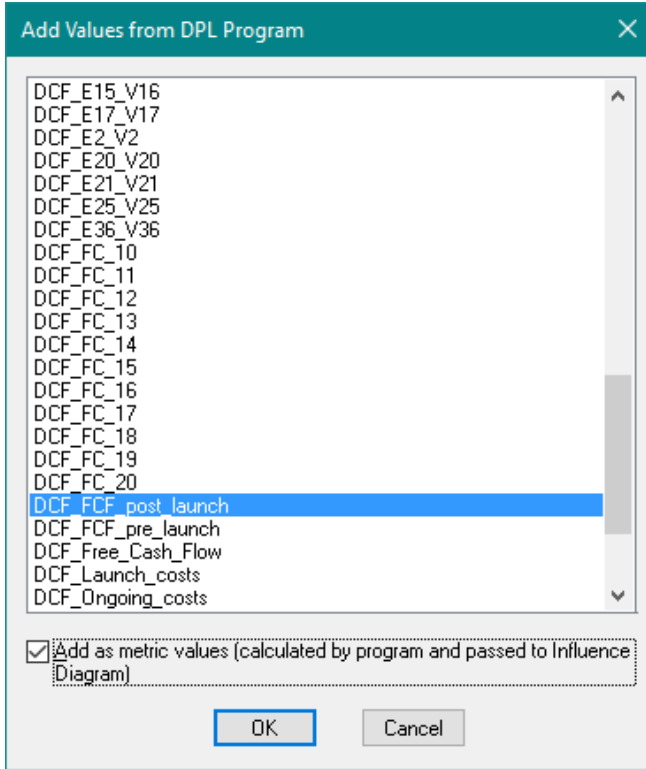 Add Values from DPL Program
DCF_E15_V16
DCF_E17_V17
DCF_E2_V2
DCF_E20_V20
DCF_E21_V21
DCF_E25_V25
DCF_E36_V36
DCF_FC_10
DCF_FC_11
DCF_FC_12
DCF_FC_13
DCF_FC_14
DCF_FC_15
DCF_FC_16
DCF_FC_17
DCF_FC_18
DCF_FC_19
DCF_FC_20
DCF_FCF_post_launch
DCF_FCF_pre_launch
DCF_Free_Cash_Flow
DCF_Launch_costs
DCF_Ongoing_costs
Add as metric values (calculated by program and passed to Influence
Diagram)
OK Cancel